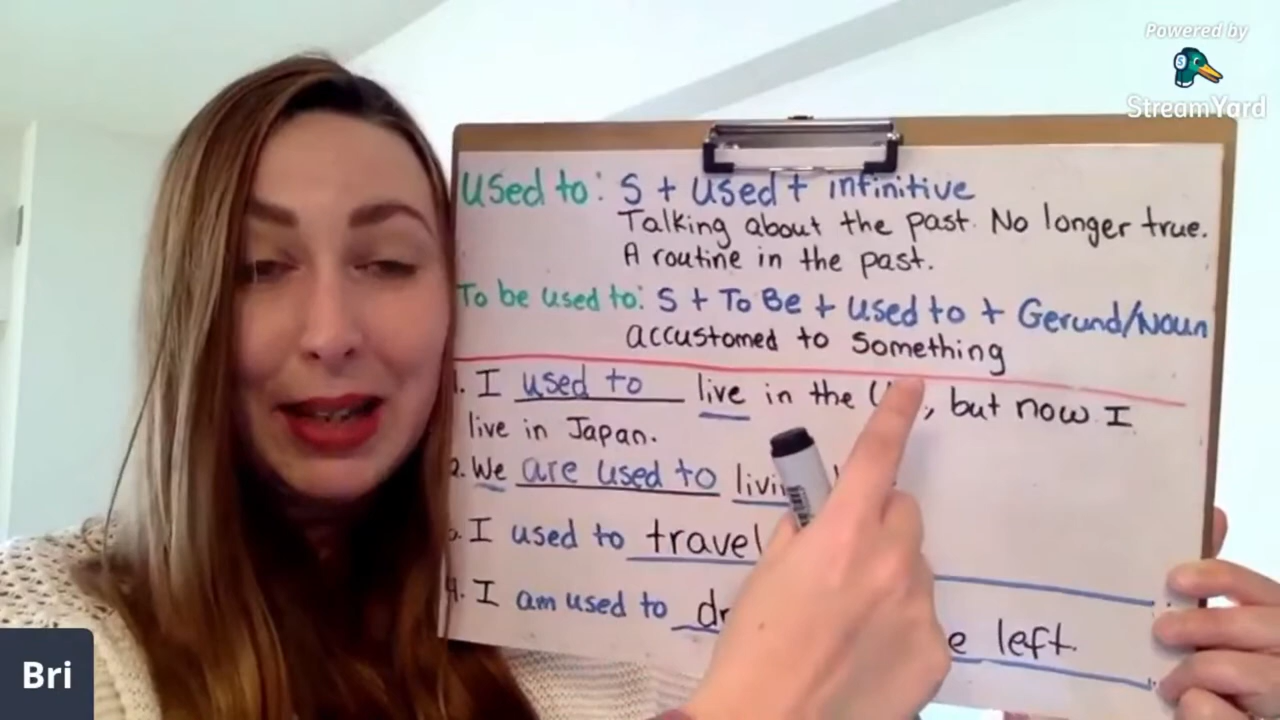 Powered by
StreamYard
Used to: S + Used + infinitive
Talking about the past. No longer true.
A routine in the past.
To be used to: S + To Be + used to + Gerund/Noun
accustomed to something
1. I used to live in the , but now I
live in Japan.
2. We are used to
3. I used to travel
4. I am used to left.
Bri